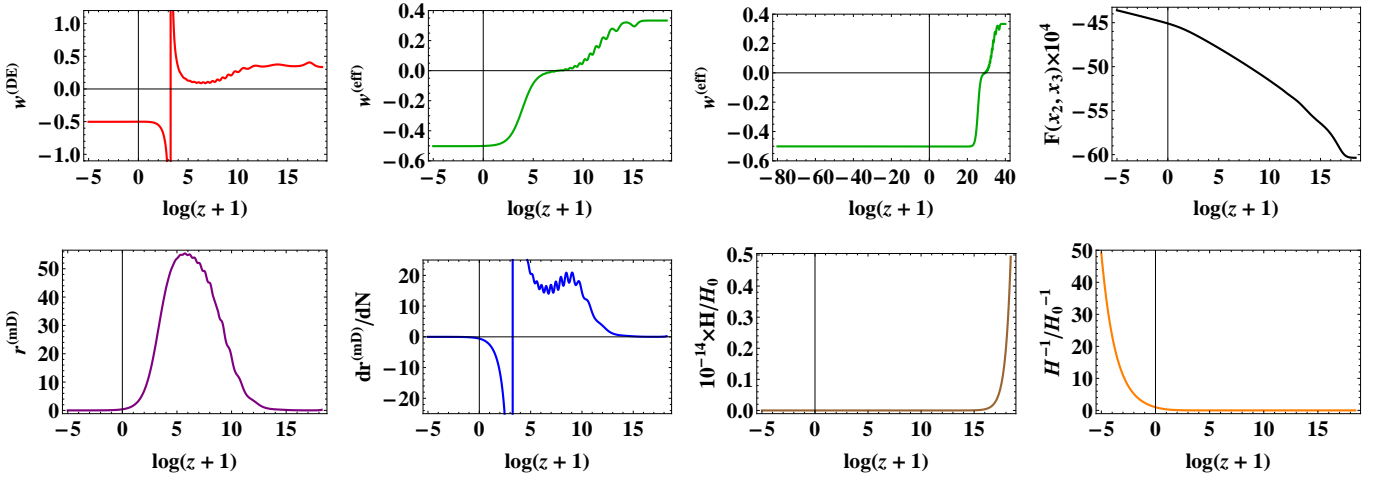 1.0
0.5
0.0
−0.5
−1.0
w(DE)
−5 0 5 10 15
log(z + 1)
0.4
0.2
0.0
−0.2
−0.4
−0.6
w(eff)
−5 0 5 10 15
log(z + 1)
0.4
0.2
0.0
−0.2
−0.4
−0.6
w(eff)
−80 −60 −40 −20 0 20 40
log(z + 1)
−45
−50
−55
−60
F(x2, x3)×10^4
−5 0 5 10 15
log(z + 1)
50
40
30
20
10
0
r(mD)
−5 0 5 10 15
log(z + 1)
20
10
0
−10
−20
dr(mD)/dN
−5 0 5 10 15
log(z + 1)
0.5
0.4
0.3
0.2
0.1
0.0
10^−14×H/H0
−5 0 5 10 15
log(z + 1)
50
40
30
20
10
0
H^−1/H0^−1
−5 0 5 10 15
log(z + 1)